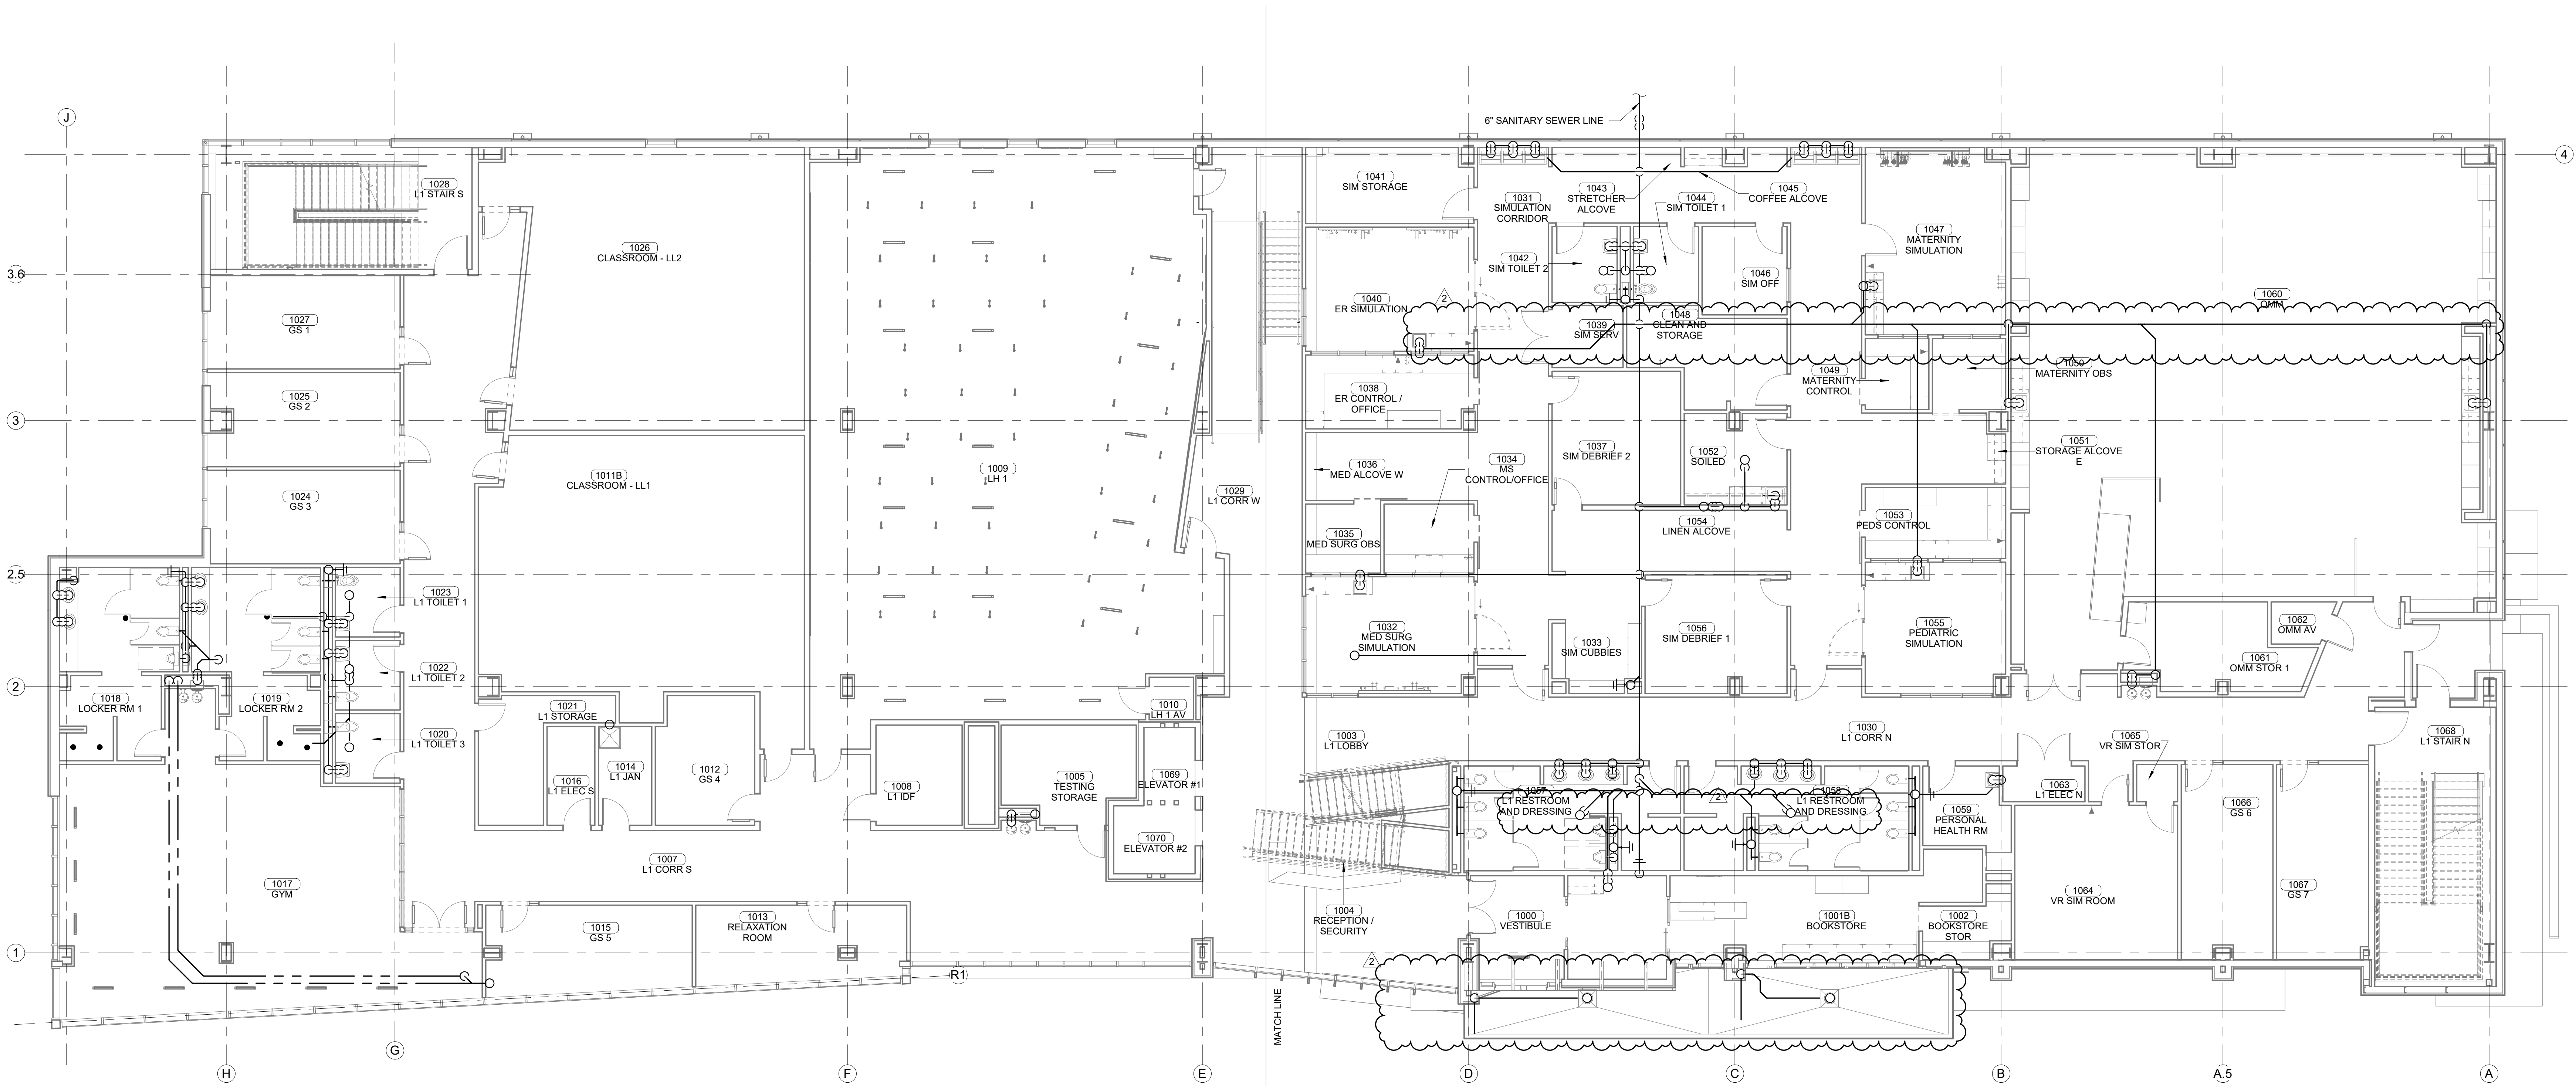 6" SANITARY SEWER LINE
J
4
3.6
3
2.5
2
1
H
G
F
E
D
C
B
A.5
A
R1
MATCH LINE
1028
L1 STAIR S
1026
CLASSROOM - LL2
1027
GS 1
1025
GS 2
1024
GS 3
1011B
CLASSROOM - LL1
1009
LH 1
1029
L1 CORR W
1023
L1 TOILET 1
1022
L1 TOILET 2
1020
L1 TOILET 3
1018
LOCKER RM 1
1019
LOCKER RM 2
1021
L1 STORAGE
1016
L1 ELEC S
1014
L1 JAN
1012
GS 4
1008
L1 IDF
1005
TESTING
STORAGE
1010
LH 1 AV
1069
ELEVATOR #1
1070
ELEVATOR #2
1007
L1 CORR S
1017
GYM
1015
GS 5
1013
RELAXATION
ROOM
1041
SIM STORAGE
1031
SIMULATION
CORRIDOR
1043
STRETCHER
ALCOVE
1044
SIM TOILET 1
1045
COFFEE ALCOVE
1047
MATERNITY
SIMULATION
1042
SIM TOILET 2
1046
SIM OFF
1040
ER SIMULATION
2
1039
SIM SERV
1048
CLEAN AND
STORAGE
1060
OMM
1038
ER CONTROL /
OFFICE
1049
MATERNITY
CONTROL
1050
MATERNITY OBS
1036
MED ALCOVE W
1034
MS
CONTROL/OFFICE
1037
SIM DEBRIEF 2
1052
SOILED
1051
STORAGE ALCOVE
E
1035
MED SURG OBS
1054
LINEN ALCOVE
1053
PEDS CONTROL
1032
MED SURG
SIMULATION
1033
SIM CUBBIES
1056
SIM DEBRIEF 1
1055
PEDIATRIC
SIMULATION
1062
OMM AV
1061
OMM STOR 1
1003
L1 LOBBY
1030
L1 CORR N
1065
VR SIM STOR
1068
L1 STAIR N
1057
L1 RESTROOM
AND DRESSING
2
1058
L1 RESTROOM
AND DRESSING
1059
PERSONAL
HEALTH RM
1063
L1 ELEC N
1066
GS 6
1067
GS 7
1064
VR SIM ROOM
1004
RECEPTION /
SECURITY
1000
VESTIBULE
1001B
BOOKSTORE
1002
BOOKSTORE
STOR
2